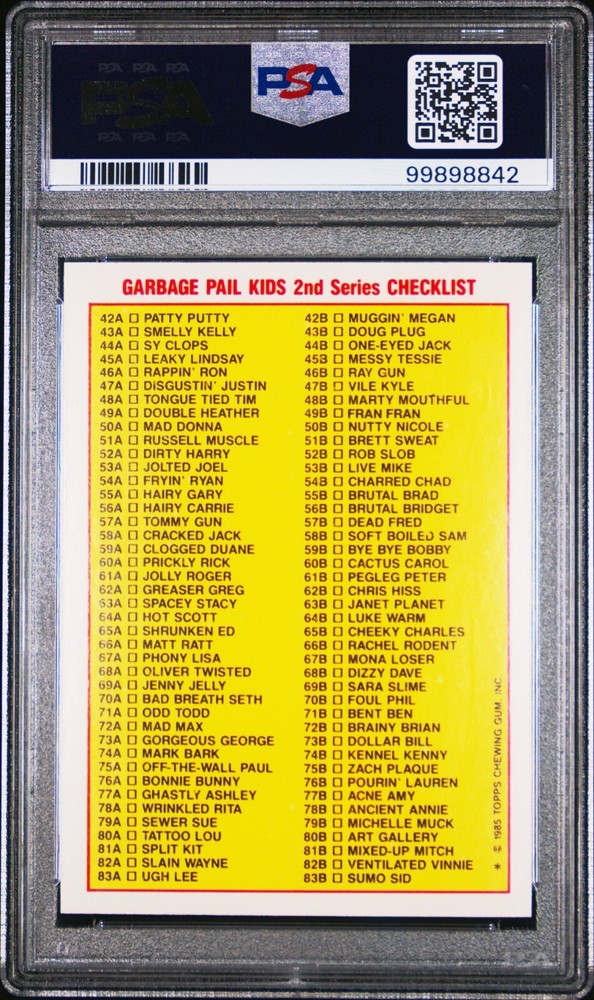 PSA PSA PSA
PSA
PSA PSA PSA
PSA
99898842
GARBAGE PAIL KIDS 2nd Series CHECKLIST
42A □ PATTY PUTTY 42B □ MUGGIN' MEGAN
43A □ SMELLY KELLY 43B □ DOUG PLUG
44A □ SY CLOPS 44B □ ONE-EYED JACK
45A □ LEAKY LINDSAY 45B □ MESSY TESSIE
46A □ RAPPIN' RON 46B □ RAY GUN
47A □ DISGUSTIN' JUSTIN 47B □ VILE KYLE
48A □ TONGUE TIED TIM 48B □ MARTY MOUTHFUL
49A □ DOUBLE HEATHER 49B □ FRAN FRAN
50A □ MAD DONNA 50B □ NUTTY NICOLE
51A □ RUSSELL MUSCLE 51B □ BRETT SWEAT
52A □ DIRTY HARRY 52B □ ROB SLOB
53A □ JOLTED JOEL 53B □ LIVE MIKE
54A □ FRYIN' RYAN 54B □ CHARRED CHAD
55A □ HAIRY GARY 55B □ BRUTAL BRAD
56A □ HAIRY CARRIE 56B □ BRUTAL BRIDGET
57A □ TOMMY GUN 57B □ DEAD FRED
58A □ CRACKED JACK 58B □ SOFT BOILED SAM
59A □ CLOGGED DUANE 59B □ BYE BYE BOBBY
60A □ PRICKLY RICK 60B □ CACTUS CAROL
61A □ JOLLY ROGER 61B □ PEGLEG PETER
62A □ GREASER GREG 62B □ CHRIS HISS
63A □ SPACEY STACY 63B □ JANET PLANET
64A □ HOT SCOTT 64B □ LUKE WARM
65A □ SHRUNKEN ED 65B □ CHEEKY CHARLES
66A □ MATT RATT 66B □ RACHEL RODENT
67A □ PHONY LISA 67B □ MONA LOSER
68A □ OLIVER TWISTED 68B □ DIZZY DAVE
69A □ JENNY JELLY 69B □ SARA SLIME
70A □ BAD BREATH SETH 70B □ FOUL PHIL
71A □ ODD TODD 71B □ BENT BEN
72A □ MAD MAX 72B □ BRAINY BRIAN
73A □ GORGEOUS GEORGE 73B □ DOLLAR BILL
74A □ MARK BARK 74B □ KENNEL KENNY
75A □ OFF-THE-WALL PAUL 75B □ ZACH PLAQUE
76A □ BONNIE BUNNY 76B □ POURIN' LAUREN
77A □ GHASTLY ASHLEY 77B □ ACNE AMY
78A □ WRINKLED RITA 78B □ ANCIENT ANNIE
79A □ SEWER SUE 79B □ MICHELLE MUCK
80A □ TATTOO LOU 80B □ ART GALLERY
81A □ SPLIT KIT 81B □ MIXED-UP MITCH
82A □ SLAIN WAYNE 82B □ VENTILATED VINNIE
83A □ UGH LEE 83B □ SUMO SID
* © 1985 TOPPS CHEWING GUM, INC.